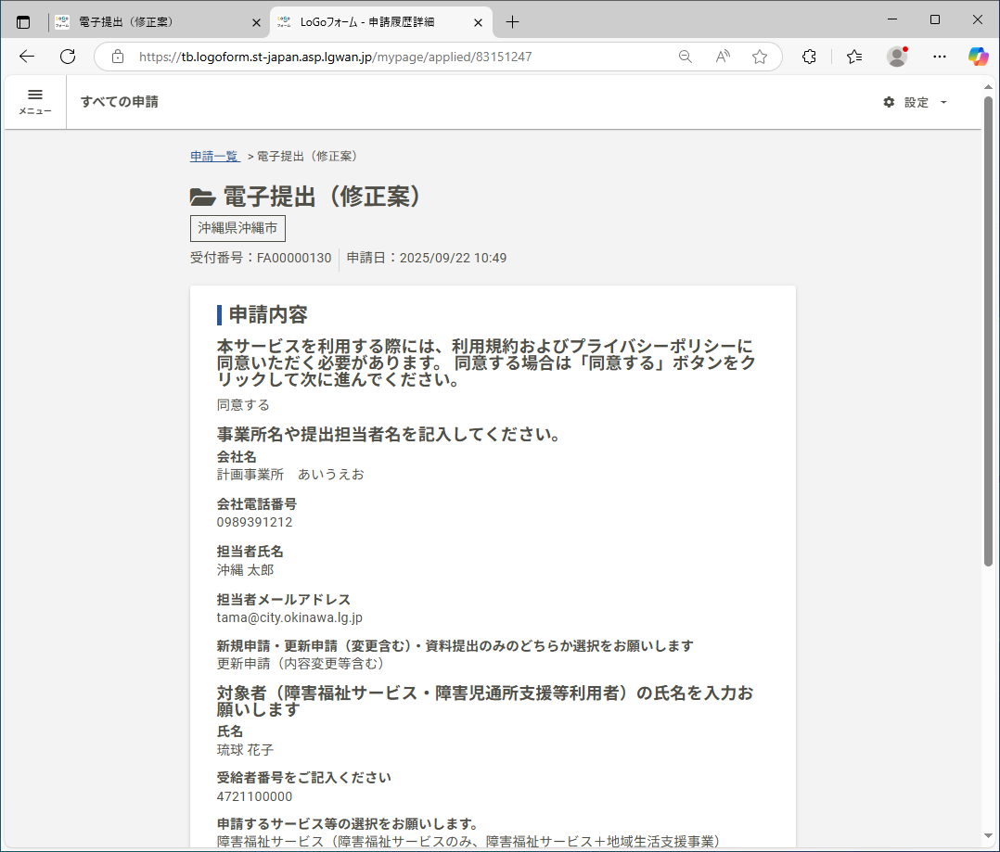 電子提出（修正案）
LoGoフォーム - 申請履歴詳細
https://tb.logoform.st-japan.asp.lgwan.jp/mypage/applied/83151247
メニュー
すべての申請
設定
申請一覧 > 電子提出（修正案）
電子提出（修正案）
沖縄県沖縄市
受付番号：FA00000130 申請日：2025/09/22 10:49
申請内容
本サービスを利用する際には、利用規約およびプライバシーポリシーに
同意いただく必要があります。 同意する場合は「同意する」ボタンをク
リックして次に進んでください。
同意する
事業所名や提出担当者名を記入してください。
会社名
計画事業所　あいうえお
会社電話番号
0989391212
担当者氏名
沖縄 太郎
担当者メールアドレス
tama@city.okinawa.lg.jp
新規申請・更新申請（変更含む）・資料提出のみのどちらか選択をお願いします
更新申請（内容変更等含む）
対象者（障害福祉サービス・障害児通所支援等利用者）の氏名を入力お
願いします
氏名
琉球 花子
受給者番号をご記入ください
4721100000
申請するサービス等の選択をお願いします。
障害福祉サービス（障害福祉サービスのみ、障害福祉サービス＋地域生活支援事業）